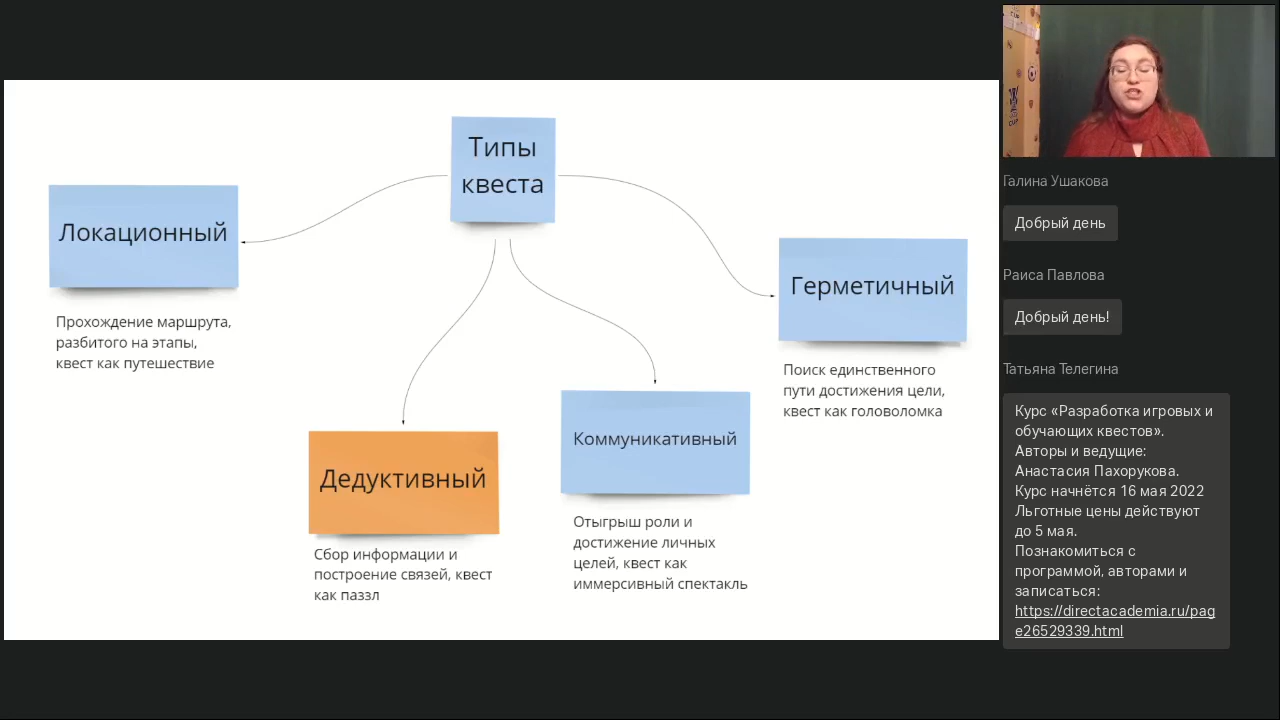 Типы
квеста
Локационный
Прохождение маршрута,
разбитого на этапы,
квест как путешествие
Дедуктивный
Сбор информации и
построение связей, квест
как паззл
Коммуникативный
Отыгрыш роли и
достижение личных
целей, квест как
иммерсивный спектакль
Герметичный
Поиск единственного
пути достижения цели,
квест как головоломка
Галина Ушакова
Добрый день
Раиса Павлова
Добрый день!
Татьяна Телегина
Курс «Разработка игровых и
обучающих квестов».
Авторы и ведущие:
Анастасия Пахорукова.
Курс начнётся 16 мая 2022
Льготные цены действуют
до 5 мая.
Познакомиться с
программой, авторами и
записаться:
https://directacademia.ru/pag
e26529339.html